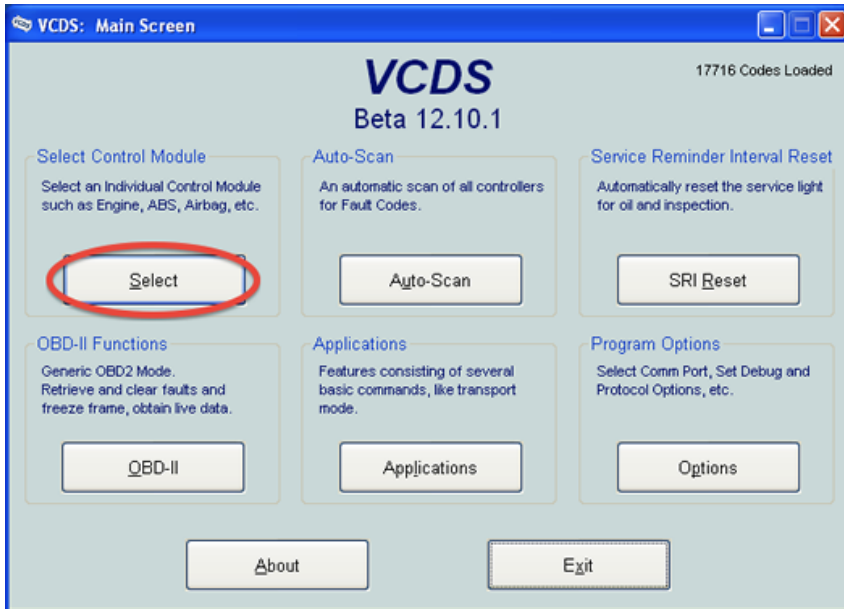 VCDS: Main Screen
VCDS
Beta 12.10.1
17716 Codes Loaded
Select Control Module
Select an Individual Control Module
such as Engine, ABS, Airbag, etc.
Select
Auto-Scan
An automatic scan of all controllers
for Fault Codes.
Auto-Scan
Service Reminder Interval Reset
Automatically reset the service light
for oil and inspection.
SRI Reset
OBD-II Functions
Generic OBD2 Mode.
Retrieve and clear faults and
freeze frame, obtain live data.
OBD-II
Applications
Features consisting of several
basic commands, like transport
mode.
Applications
Program Options
Select Comm Port, Set Debug and
Protocol Options, etc.
Options
About
Exit